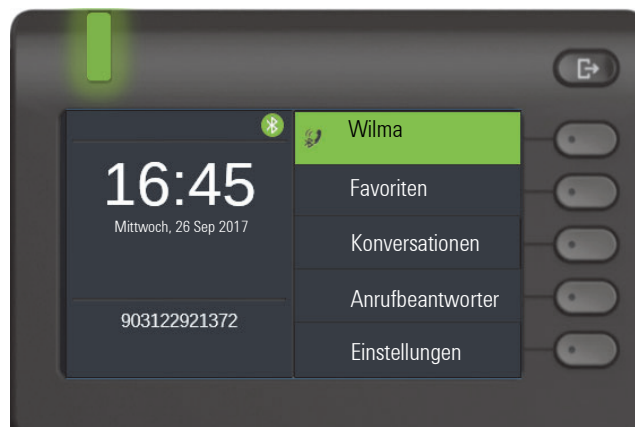 16:45
Mittwoch, 26 Sep 2017
903122921372
Wilma
Favoriten
Konversationen
Anrufbeantworter
Einstellungen